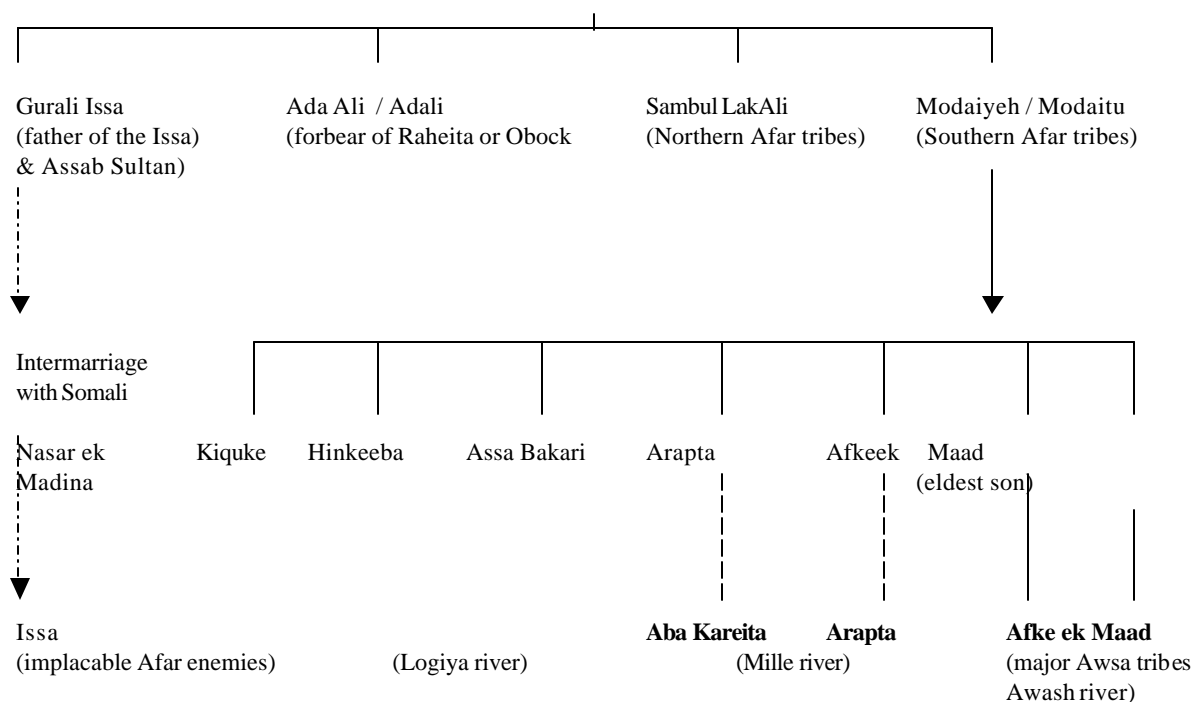 Gurali Issa
(father of the Issa)
& Assab Sultan)
Ada Ali / Adali
(forbear of Raheita or Obock
Sambul LakAli
(Northern Afar tribes)
Modaiyeh / Modaitu
(Southern Afar tribes)
Intermarriage
with Somali
Nasar ek
Madina
Kiquke
Hinkeeba
Assa Bakari
Arapta
Afkeek
Maad
(eldest son)
Issa
(implacable Afar enemies)
(Logiya river)
Aba Kareita
Arapta
(Mille river)
Afke ek Maad
(major Awsa tribes
Awash river)